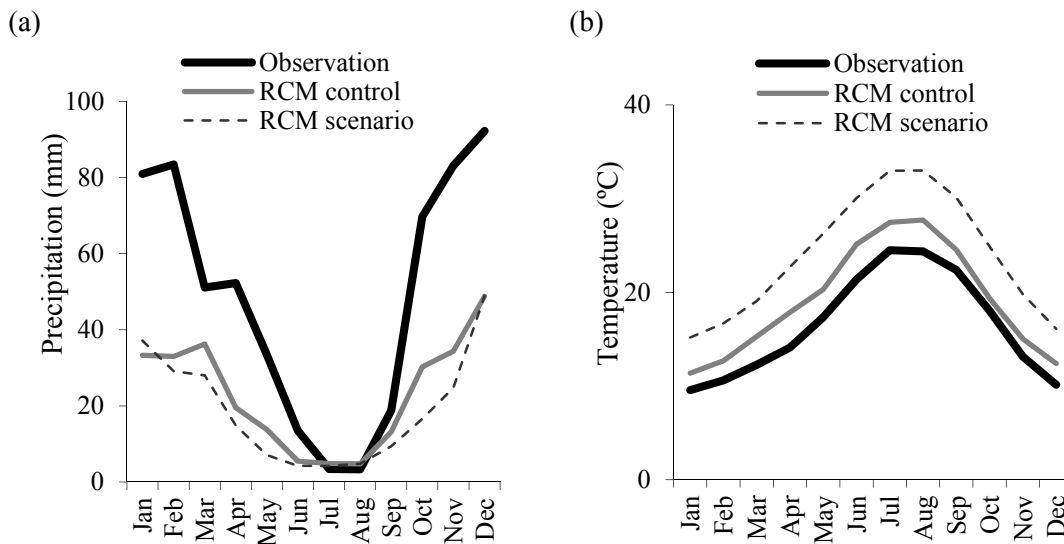 (a)
Observation
RCM control
RCM scenario
Precipitation (mm)
100
80
60
40
20
0
Jan
Feb
Mar
Apr
May
Jun
Jul
Aug
Sep
Oct
Nov
Dec
(b)
Observation
RCM control
RCM scenario
Temperature (ºC)
40
20
0
Jan
Feb
Mar
Apr
May
Jun
Jul
Aug
Sep
Oct
Nov
Dec